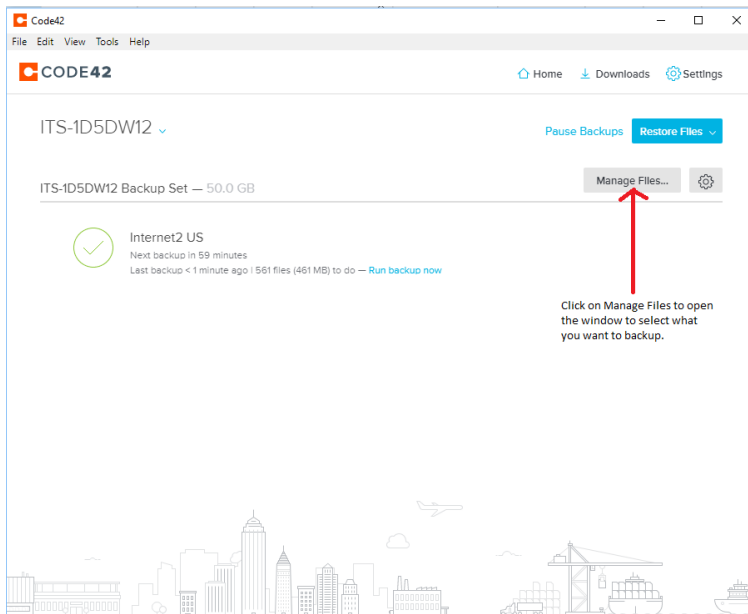 Code42
File Edit View Tools Help
CODE42
Home Downloads Settings
ITS-1D5DW12
Pause Backups Restore Files
ITS-1D5DW12 Backup Set — 50.0 GB
Manage Files...
Internet2 US
Next backup in 59 minutes
Last backup < 1 minute ago | 561 files (461 MB) to do — Run backup now
Click on Manage Files to open
the window to select what
you want to backup.